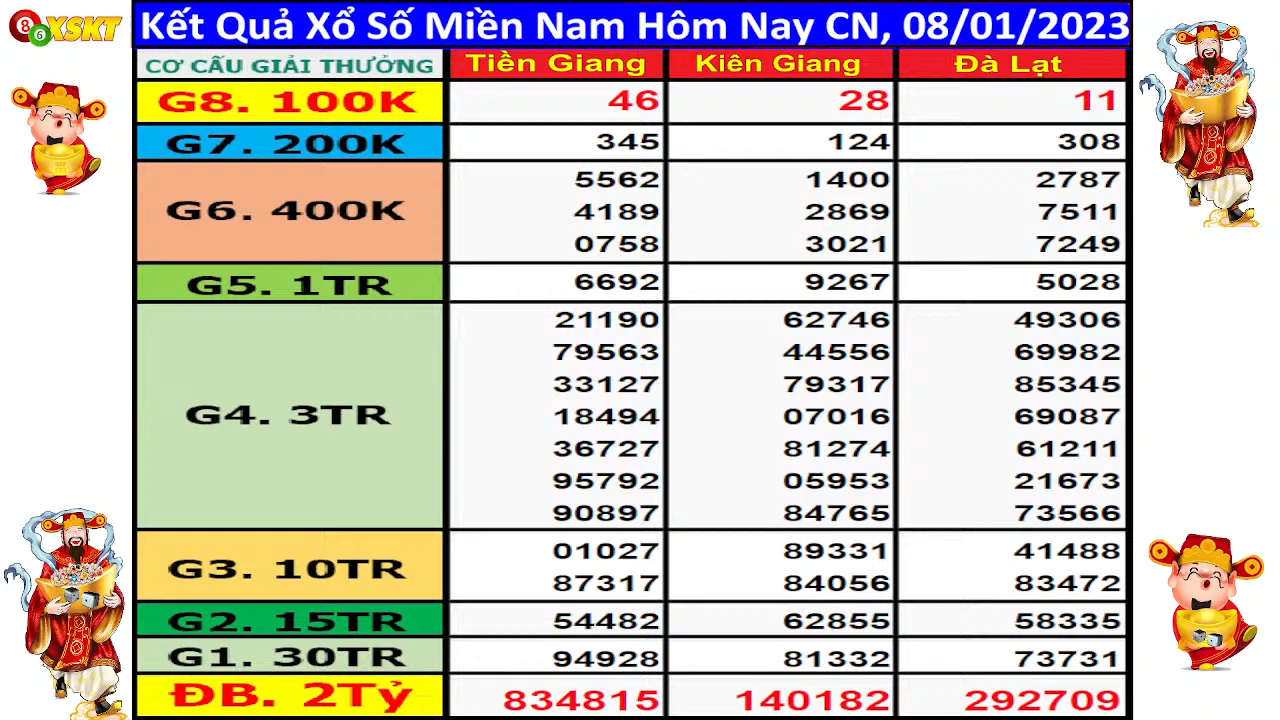 8 6 XSKT
Kết Quả Xổ Số Miền Nam Hôm Nay CN, 08/01/2023
CƠ CẤU GIẢI THƯỞNG Tiền Giang Kiên Giang Đà Lạt
G8. 100K 46 28 11
G7. 200K 345 124 308
5562 1400 2787
G6. 400K 4189 2869 7511
0758 3021 7249
G5. 1TR 6692 9267 5028
21190 62746 49306
79563 44556 69982
33127 79317 85345
G4. 3TR 18494 07016 69087
36727 81274 61211
95792 05953 21673
90897 84765 73566
G3. 10TR 01027 89331 41488
87317 84056 83472
G2. 15TR 54482 62855 58335
G1. 30TR 94928 81332 73731
ĐB. 2Tỷ 834815 140182 292709